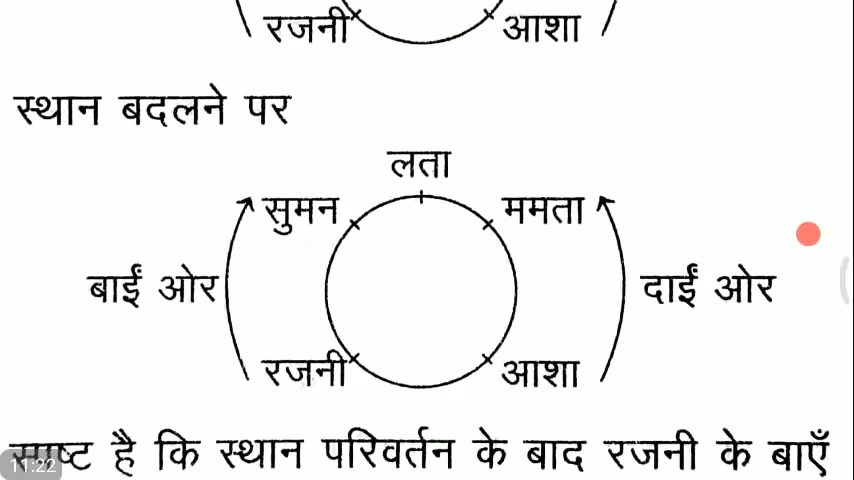 रजनी आशा
स्थान बदलने पर
लता
सुमन ममता
बाईं ओर दाईं ओर
रजनी आशा
स्पष्ट है कि स्थान परिवर्तन के बाद रजनी के बाएँ
11:22